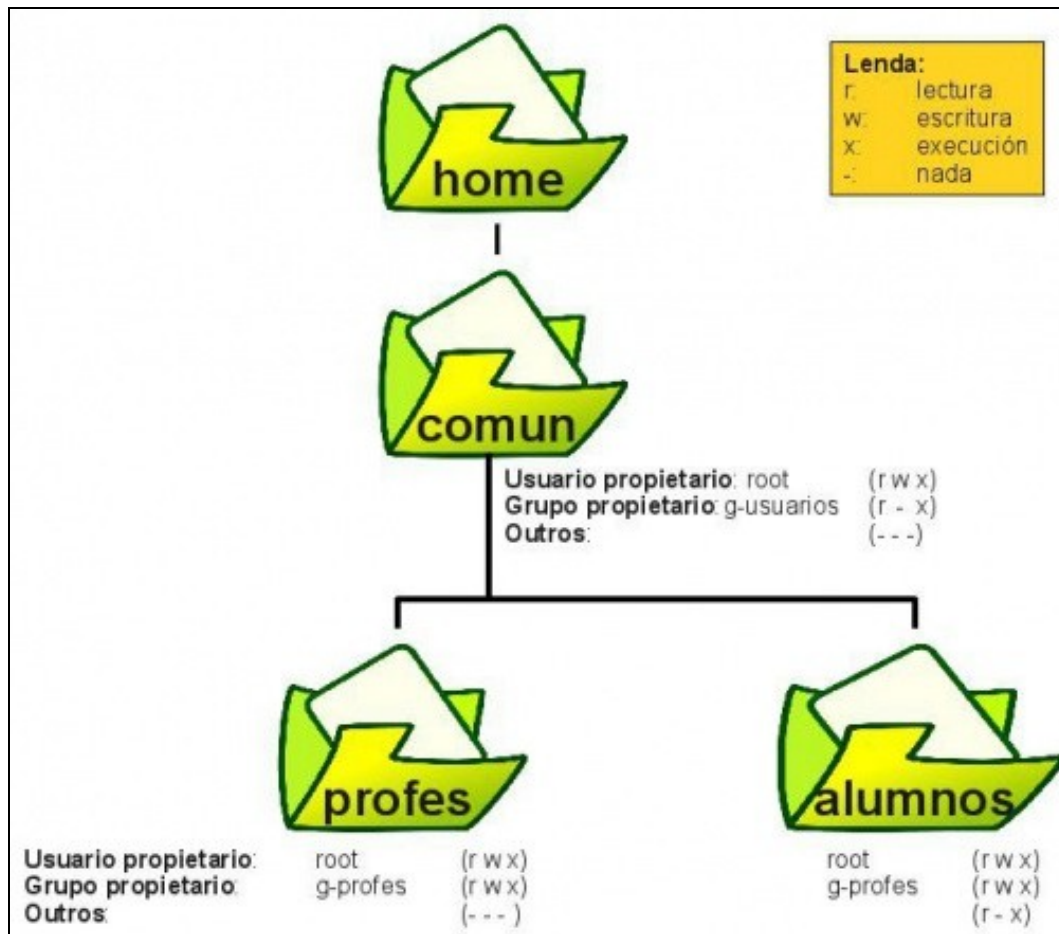 home
Lenda:
r: lectura
w: escritura
x: execución
-: nada
comun
Usuario propietario: root (r w x)
Grupo propietario: g-usuarios (r - x)
Outros: (- - -)
profes
alumnos
Usuario propietario: root (r w x) root (r w x)
Grupo propietario: g-profes (r w x) g-profes (r w x)
Outros: (- - - ) (r - x)